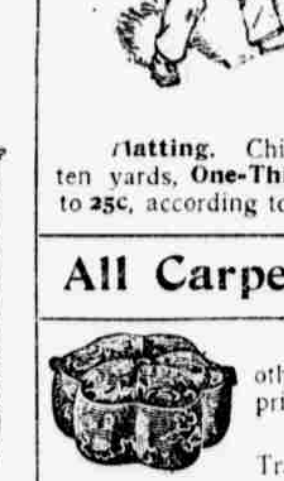 Matting. Chi
ten yards, One-Thi
to 25c, according to
All Carpe
oth
pri
Tr